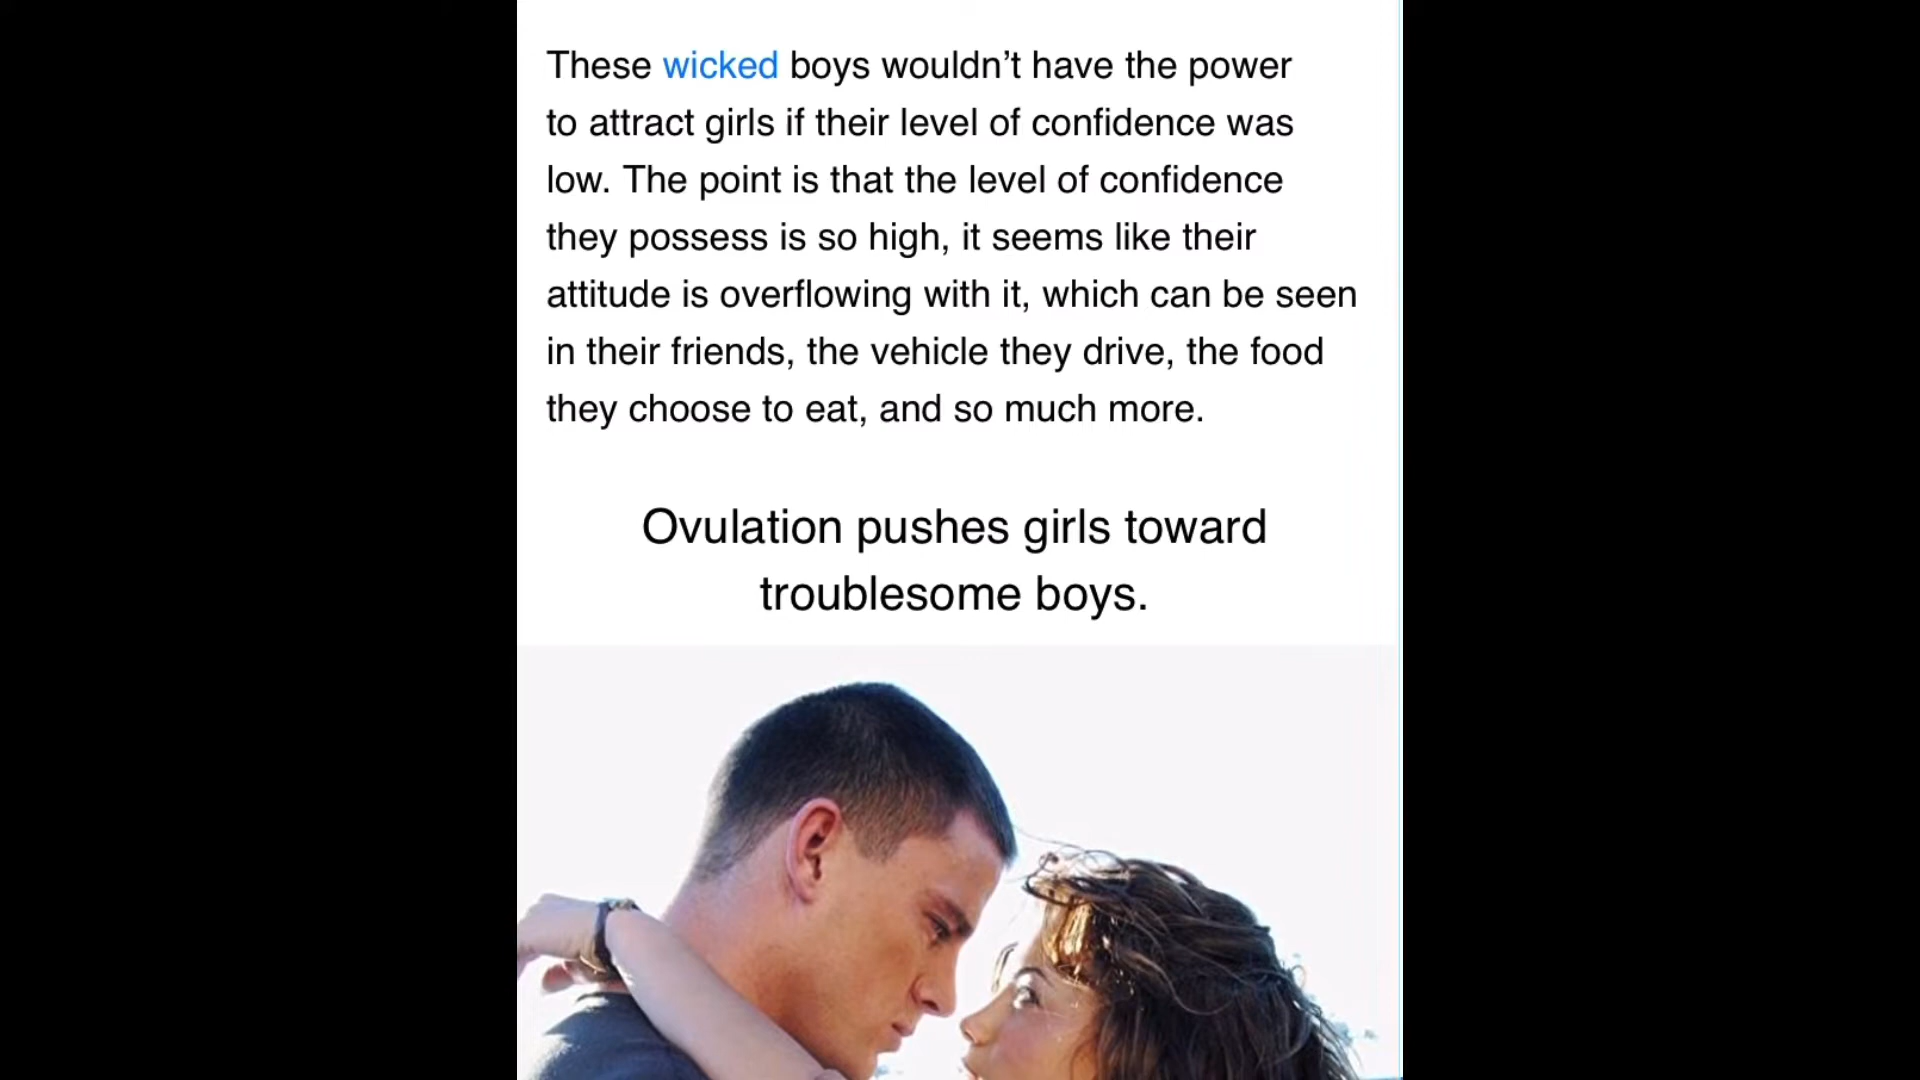 These wicked boys wouldn’t have the power
to attract girls if their level of confidence was
low. The point is that the level of confidence
they possess is so high, it seems like their
attitude is overflowing with it, which can be seen
in their friends, the vehicle they drive, the food
they choose to eat, and so much more.
Ovulation pushes girls toward
troublesome boys.